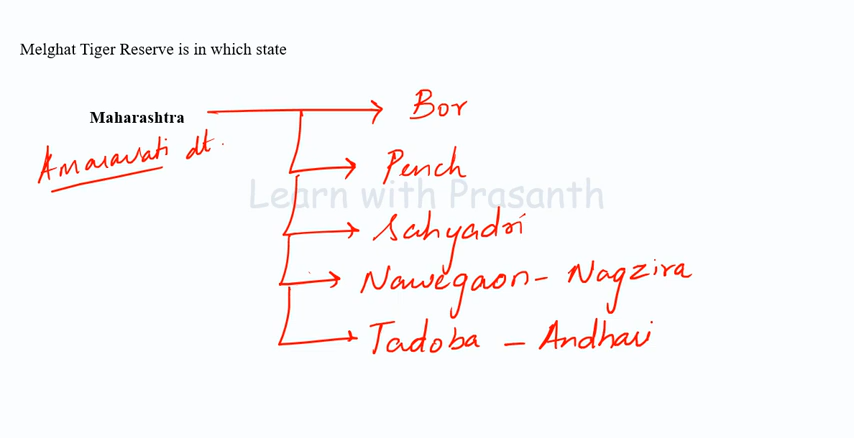 Melghat Tiger Reserve is in which state
Maharashtra
Amaravati dt.
Bor
Pench
Learn with Prasanth
Sahyadri
Nawegaon - Nagzira
Tadoba - Andhari